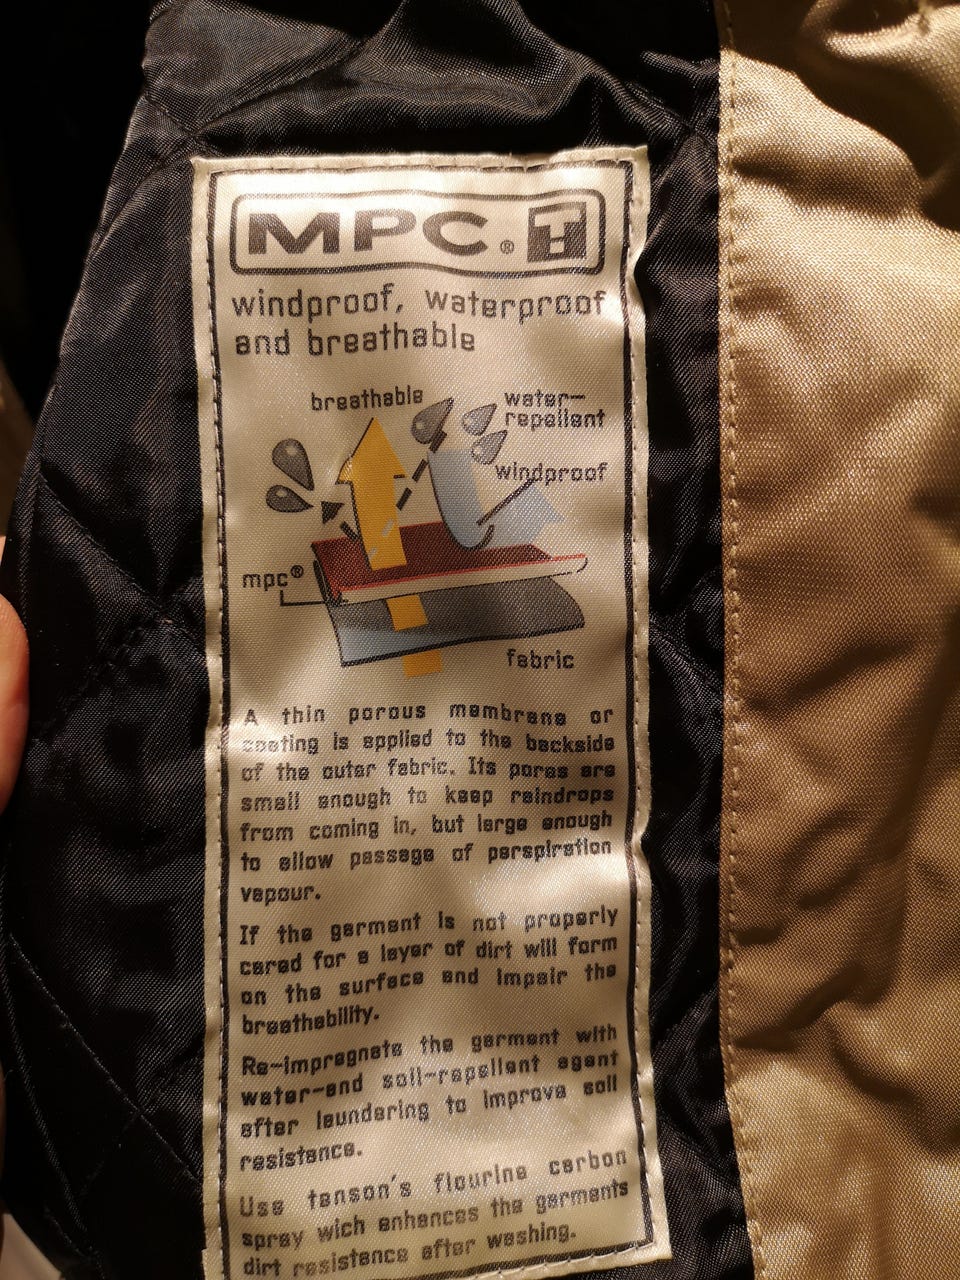 MPC®
windproof, waterproof
and breathable
breathable
water-
repellent
windproof
mpc®
fabric
A thin porous membrane or
coating is applied to the backside
of the outer fabric. Its pores are
small enough to keep raindrops
from coming in, but large enough
to allow passage of perspiration
vapour.
If the garment is not properly
cared for a layer of dirt will form
on the surface and impair the
breathability.
Re-impregnate the garment with
water-and soil-repellent agent
after laundering to improve soil
resistance.
Use tenson's flourine carbon
spray wich enhances the garments
dirt resistance after washing.